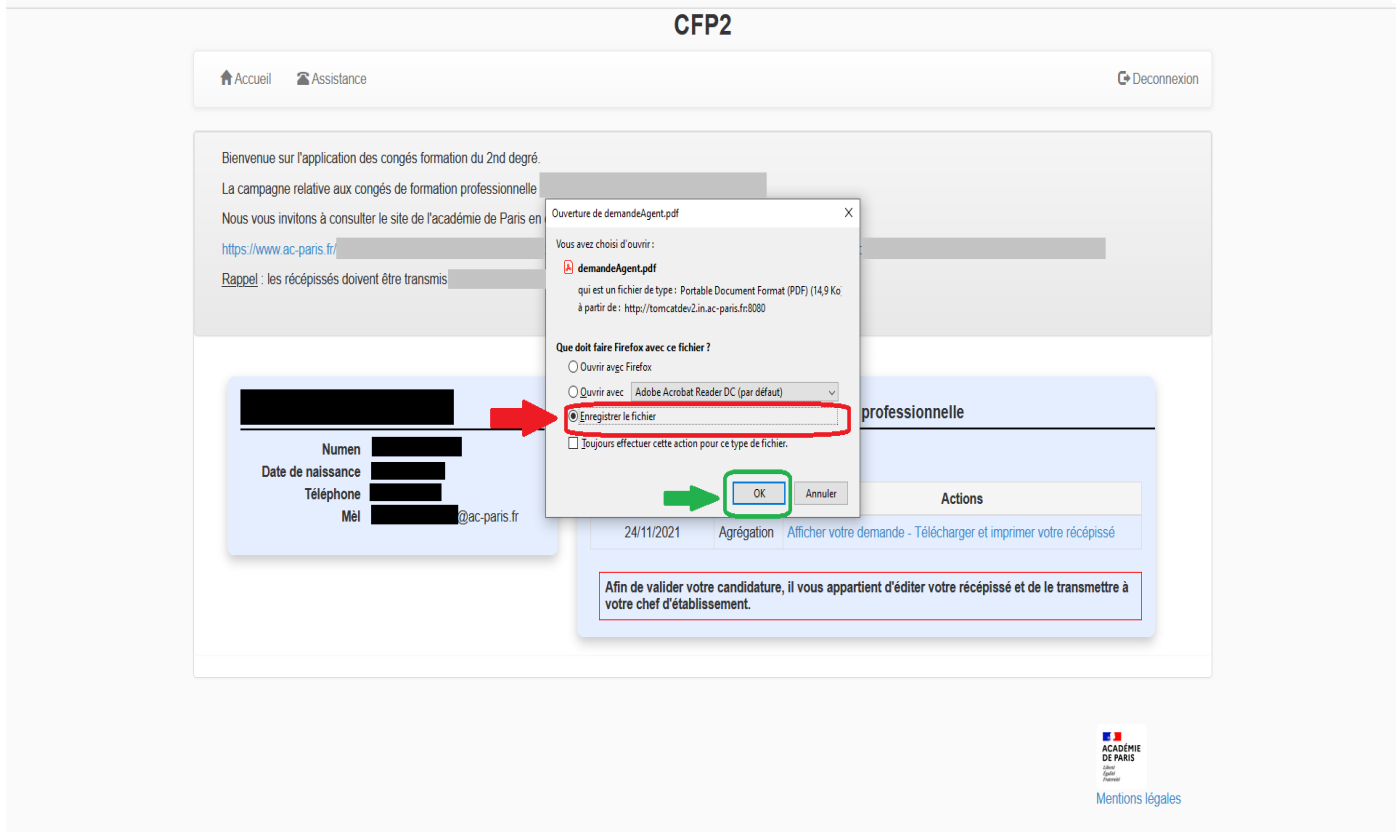 CFP2
Accueil Assistance Deconnexion
Bienvenue sur l'application des congés formation du 2nd degré.
La campagne relative aux congés de formation professionnelle
Nous vous invitons à consulter le site de l'académie de Paris en
https://www.ac-paris.fr/
Rappel : les récépissés doivent être transmis
Ouverture de demandeAgent.pdf X
Vous avez choisi d'ouvrir :
demandeAgent.pdf
qui est un fichier de type : Portable Document Format (PDF) (14,9 Ko
à partir de : http://tomcatdev2.in.ac-paris.fr:8080
Que doit faire Firefox avec ce fichier ?
Ouvrir avec Firefox
Ouvrir avec Adobe Acrobat Reader DC (par défaut)
Enregistrer le fichier
Toujours effectuer cette action pour ce type de fichier.
OK Annuler
Numen
Date de naissance
Téléphone
Mèl @ac-paris.fr
professionnelle
Actions
24/11/2021 Agrégation Afficher votre demande - Télécharger et imprimer votre récépissé
Afin de valider votre candidature, il vous appartient d'éditer votre récépissé et de le transmettre à
votre chef d'établissement.
ACADÉMIE
DE PARIS
Liberté
Égalité
Fraternité
Mentions légales